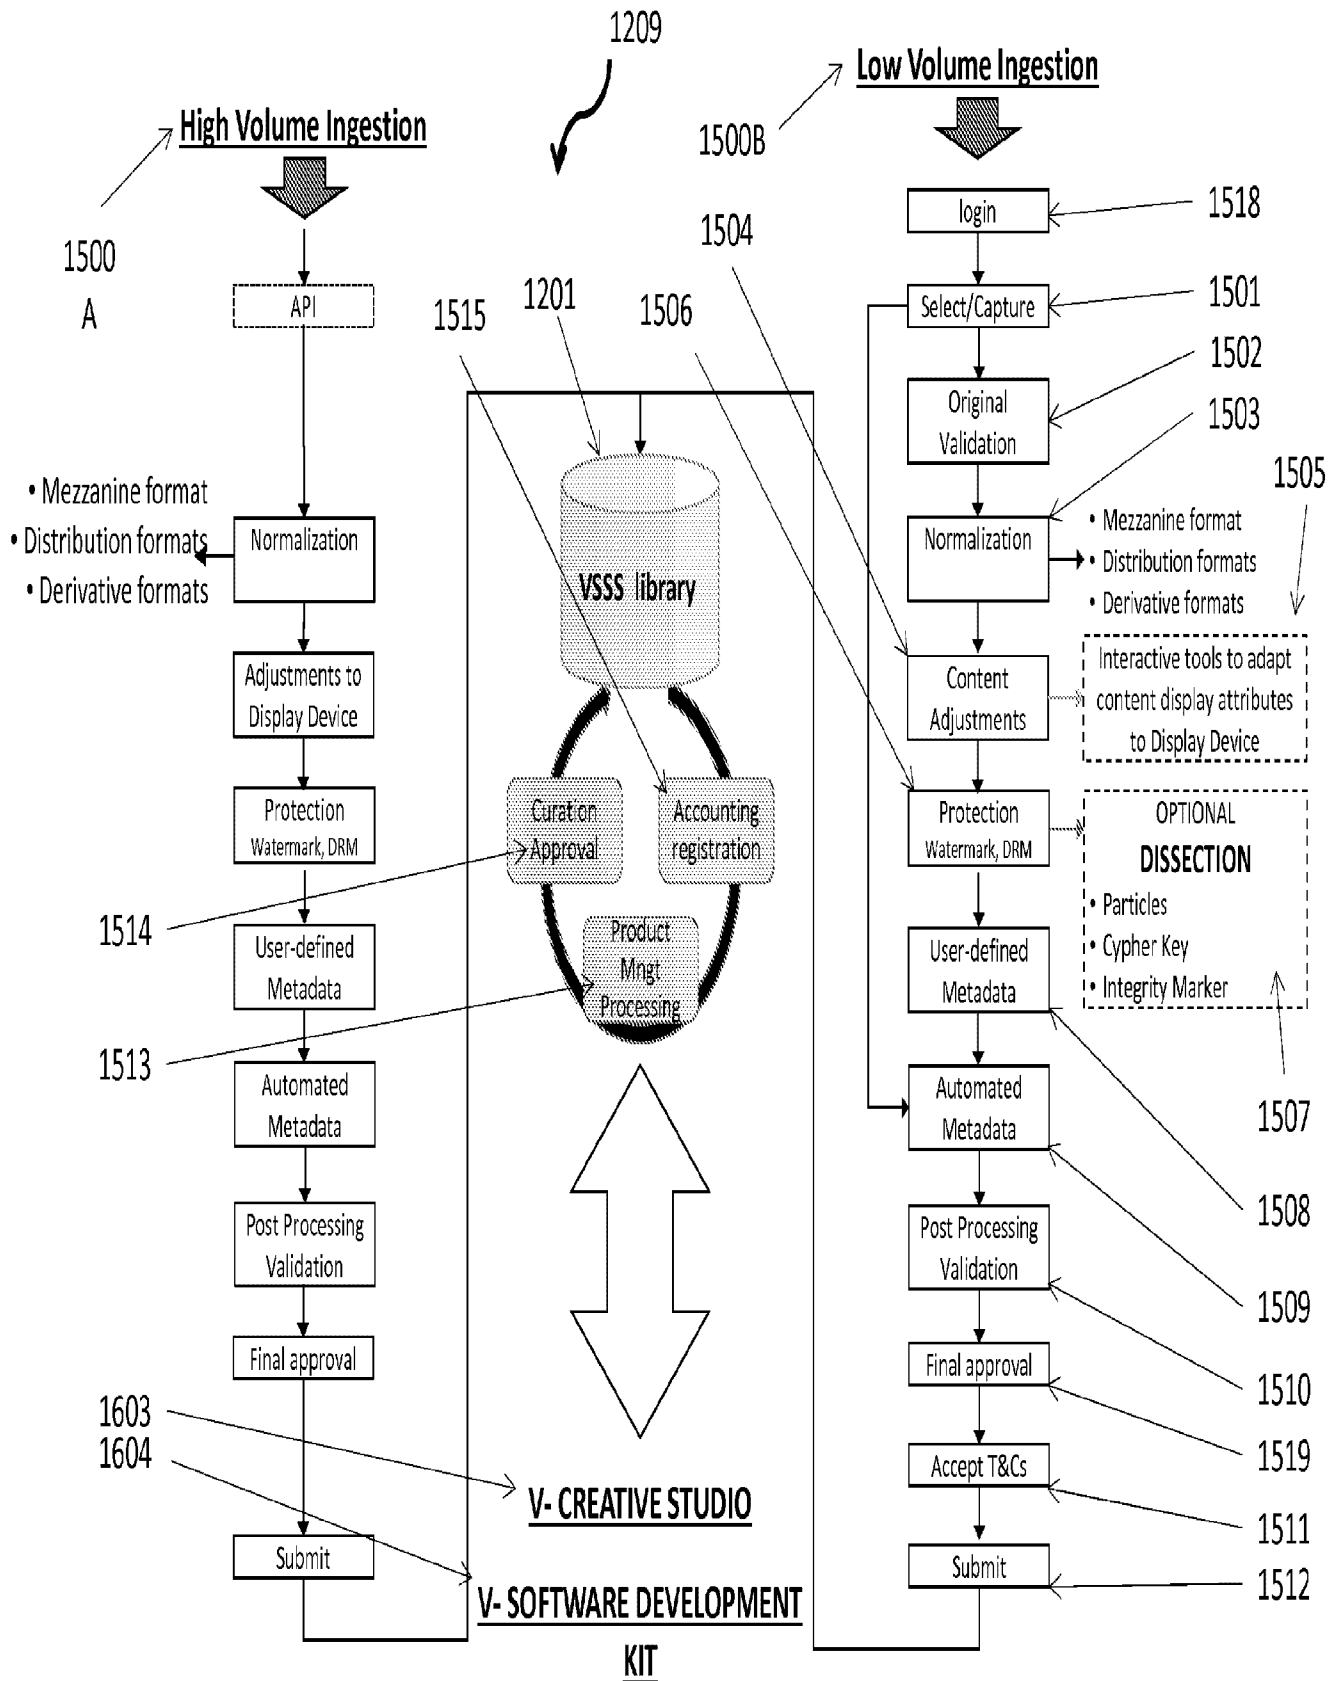 1209
Low Volume Ingestion
1500B
High Volume Ingestion
1500
A
API
• Mezzanine format
• Distribution formats
• Derivative formats
Normalization
Adjustments to
Display Device
Protection
Watermark, DRM
User-defined
Metadata
Automated
Metadata
Post Processing
Validation
Final approval
Submit
1504
1201
1506
1515
VSSS library
Curation
Approval
Accounting
registration
Product
Mngt
Processing
1514
1513
1603
1604
V- CREATIVE STUDIO
V- SOFTWARE DEVELOPMENT
KIT
login
1518
Select/Capture
1501
Original
Validation
1502
1503
Normalization
• Mezzanine format
• Distribution formats
• Derivative formats
1505
Content
Adjustments
Interactive tools to adapt
content display attributes
to Display Device
Protection
Watermark, DRM
OPTIONAL
DISSECTION
• Particles
• Cypher Key
• Integrity Marker
1507
User-defined
Metadata
1508
Automated
Metadata
1509
Post Processing
Validation
1510
Final approval
1519
Accept T&Cs
1511
Submit
1512